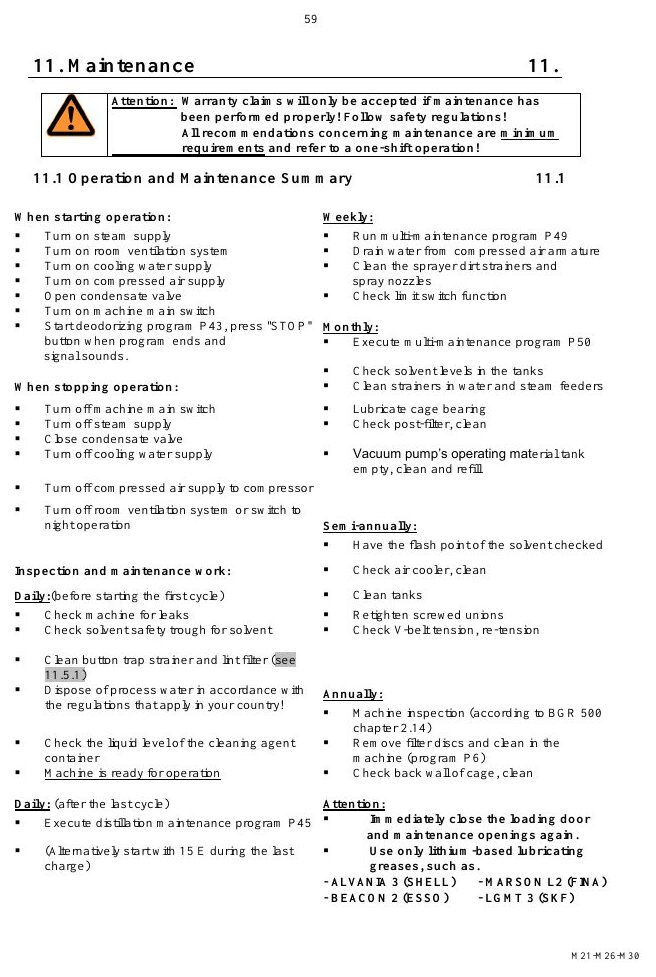 59
11. Maintenance 11.
Attention: Warranty claims will only be accepted if maintenance has
been performed properly! Follow safety regulations!
All recommendations concerning maintenance are minimum
requirements and refer to a one-shift operation!
11.1 Operation and Maintenance Summary 11.1
When starting operation:
▪ Turn on steam supply
▪ Turn on room ventilation system
▪ Turn on cooling water supply
▪ Turn on compressed air supply
▪ Open condensate valve
▪ Turn on machine main switch
▪ Start deodorizing program P43, press "STOP"
button when program ends and
signal sounds.
When stopping operation:
▪ Turn off machine main switch
▪ Turn off steam supply
▪ Close condensate valve
▪ Turn off cooling water supply
▪ Turn off compressed air supply to compressor
▪ Turn off room ventilation system or switch to
night operation
Inspection and maintenance work:
Daily: (before starting the first cycle)
▪ Check machine for leaks
▪ Check solvent safety trough for solvent
▪ Clean button trap strainer and lint filter (see
11.5.1)
▪ Dispose of process water in accordance with
the regulations that apply in your country!
▪ Check the liquid level of the cleaning agent
container
▪ Machine is ready for operation
Daily: (after the last cycle)
▪ Execute distillation maintenance program P45
▪ (Alternatively start with 15 E during the last
charge)
Weekly:
▪ Run multi-maintenance program P49
▪ Drain water from compressed air armature
▪ Clean the sprayer dirt strainers and
spray nozzles
▪ Check limit switch function
Monthly:
▪ Execute multi-maintenance program P50
▪ Check solvent levels in the tanks
▪ Clean strainers in water and steam feeders
▪ Lubricate cage bearing
▪ Check post-filter, clean
▪ Vacuum pump's operating material tank
empty, clean and refill
Semi-annually:
▪ Have the flash point of the solvent checked
▪ Check air cooler, clean
▪ Clean tanks
▪ Retighten screwed unions
▪ Check V-belt tension, re-tension
Annually:
▪ Machine inspection (according to BGR 500
chapter 2.14)
▪ Remove filter discs and clean in the
machine (program P6)
▪ Check back wall of cage, clean
Attention:
▪ Immediately close the loading door
and maintenance openings again.
▪ Use only lithium-based lubricating
greases, such as.
- ALVANIA 3 (SHELL) - MARSON L2 (FINA)
- BEACON 2 (ESSO) - LGMT 3 (SKF)
M21-M26-M30